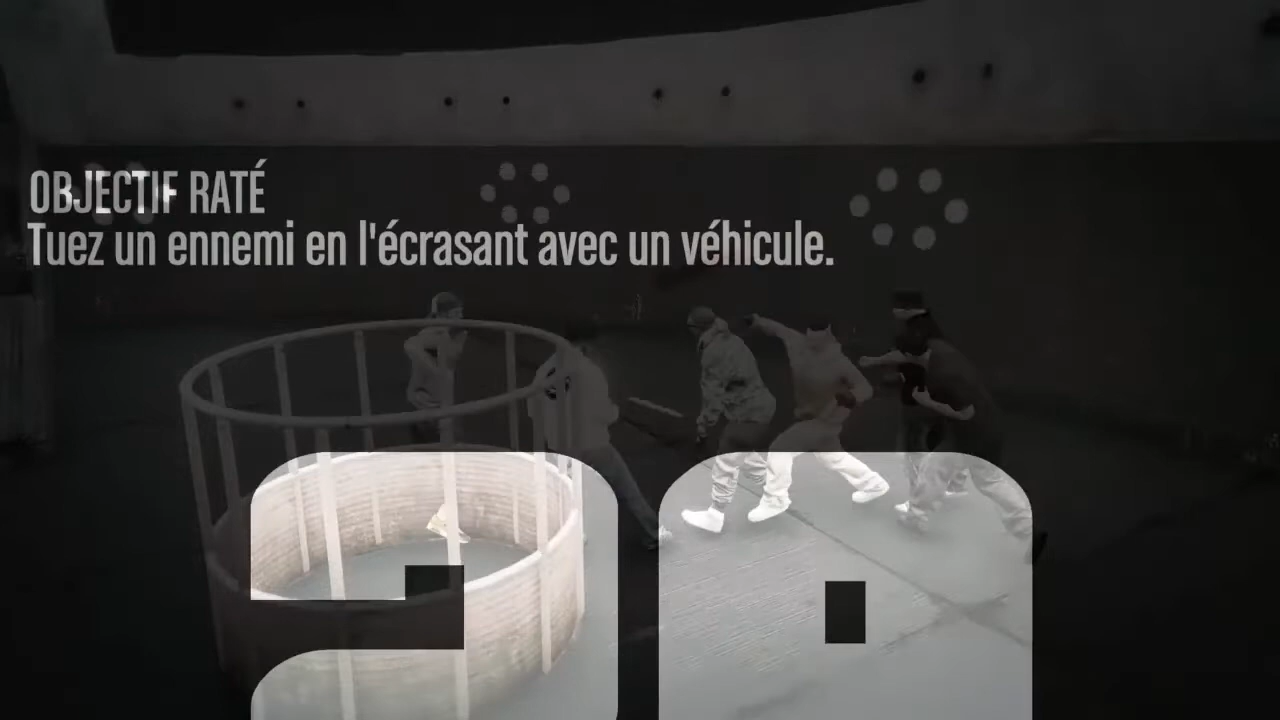 OBJECTIF RATÉ
Tuez un ennemi en l'écrasant avec un véhicule.